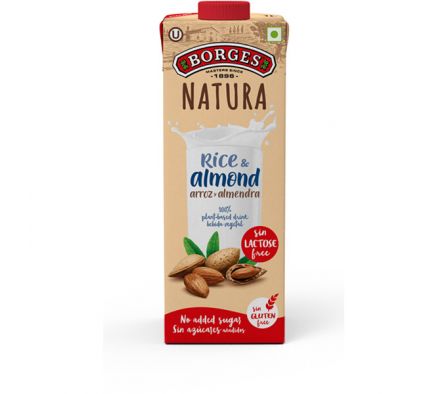 U
BORGES
MASTERS SINCE
1896
NATURA
Rice &
almond
arroz y almendra
100%
plant-based drink
bebida vegetal
sin
LACTOSE
free
sin
GLUTEN
free
No added sugar
Sin azúcares añadidos